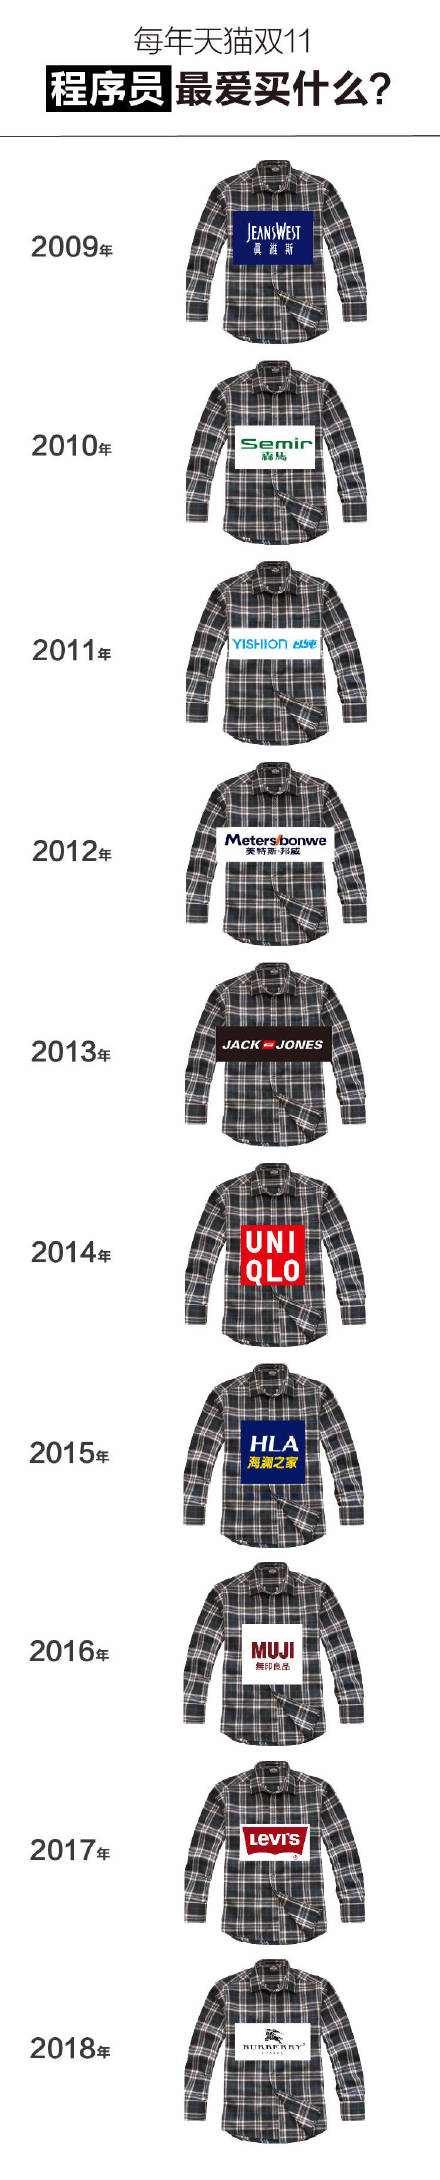 每年天猫双11
程序员最爱买什么?
2009年
JEANSWEST
真維斯
2010年
Semir
森馬
2011年
YISHION 以纯
2012年
Meters/bonwe
美特斯·邦威
2013年
JACK JONES
2014年
UNI
QLO
2015年
HLA
海澜之家
2016年
MUJI
無印良品
2017年
LEVI'S
2018年
BURBERRY